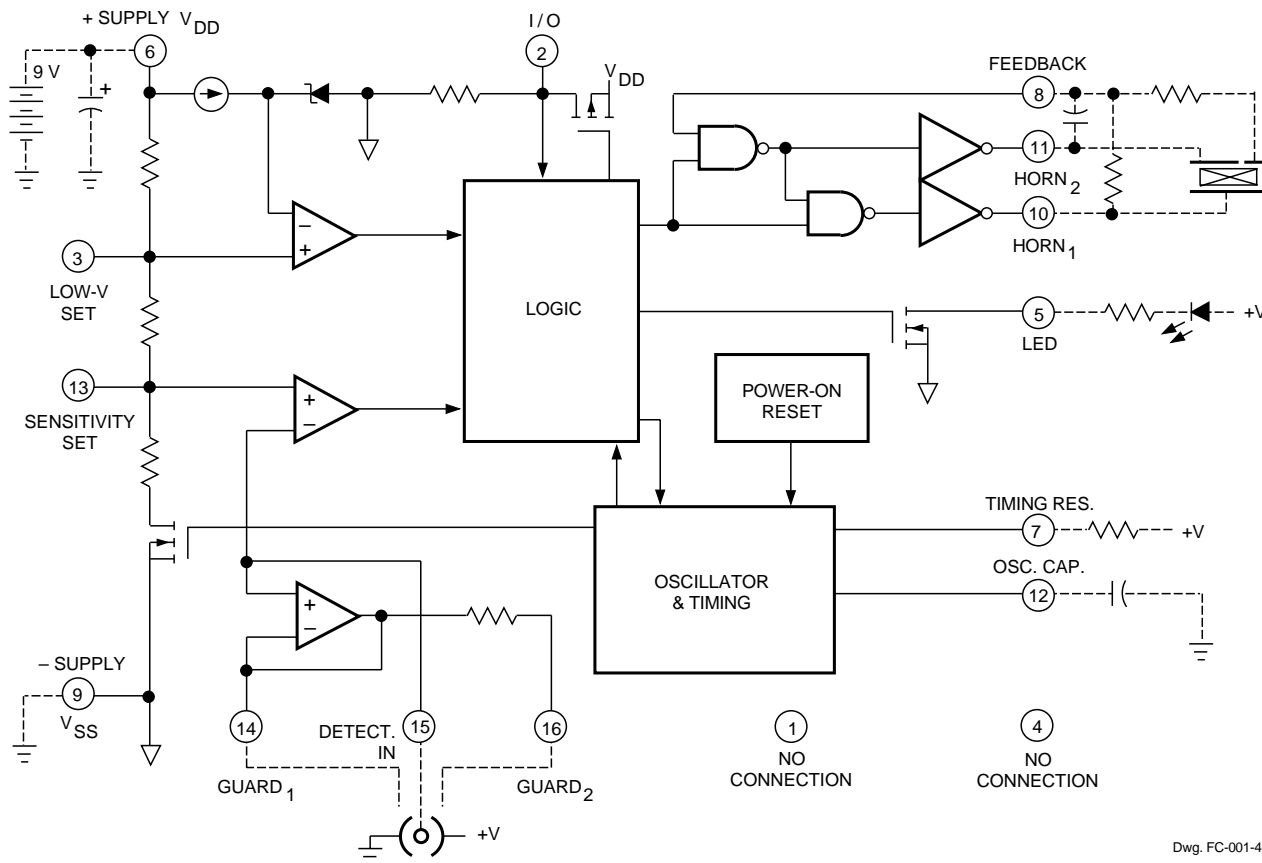 + SUPPLY V DD
6
9 V
+
I / O
2
V DD
FEEDBACK
8
11
HORN 2
10
HORN 1
−
+
3
LOW-V
SET
LOGIC
5
LED
+V
13
SENSITIVITY
SET
+
−
POWER-ON
RESET
TIMING RES.
7
+V
OSC. CAP.
12
OSCILLATOR
& TIMING
+
−
– SUPPLY
9
V SS
14
GUARD 1
DETECT.
IN
15
16
GUARD 2
+V
1
NO
CONNECTION
4
NO
CONNECTION
Dwg. FC-001-4